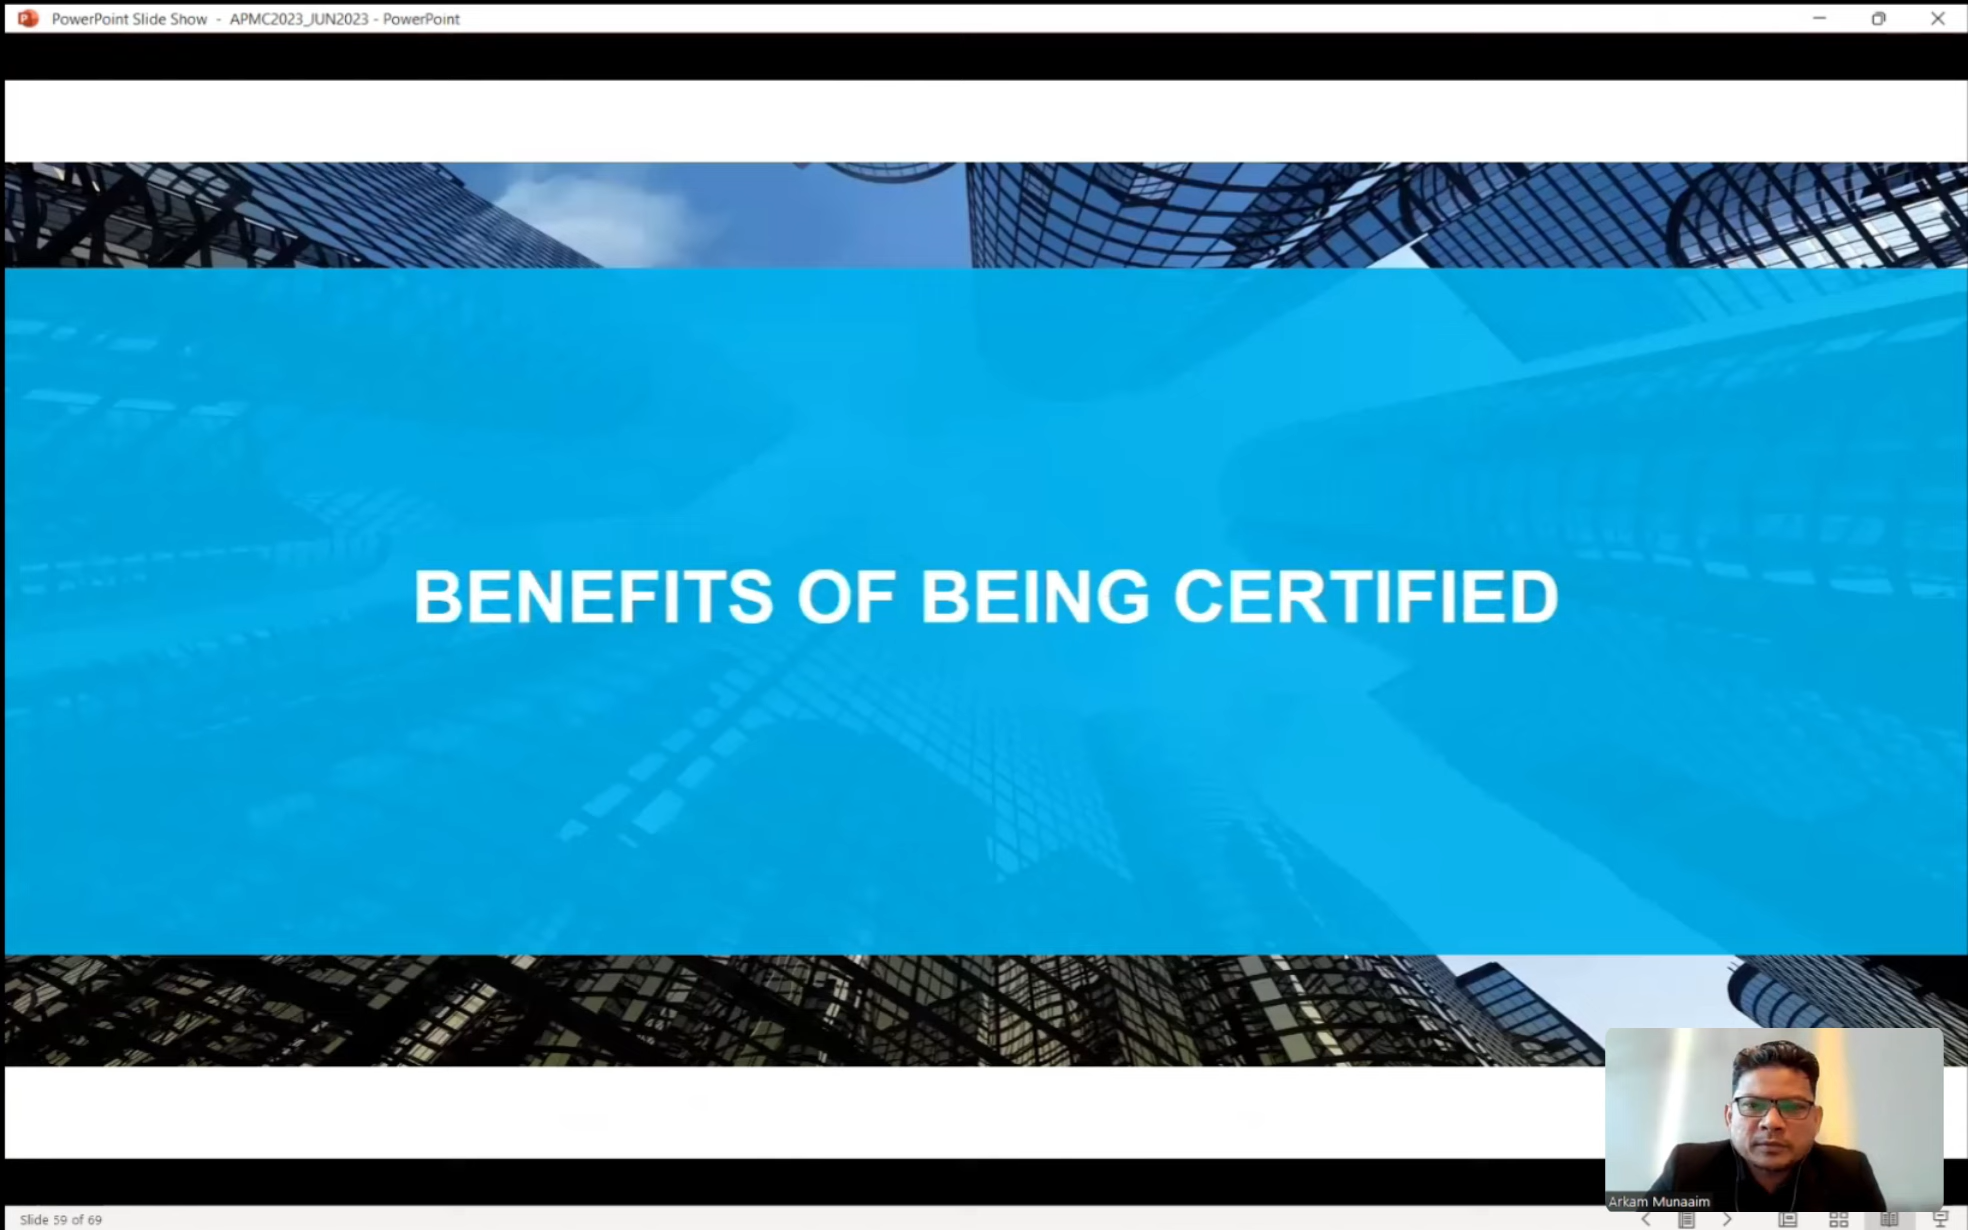 PowerPoint Slide Show - APMC2023_JUN2023 - PowerPoint
BENEFITS OF BEING CERTIFIED
Arkam Munaaim
Slide 59 of 69